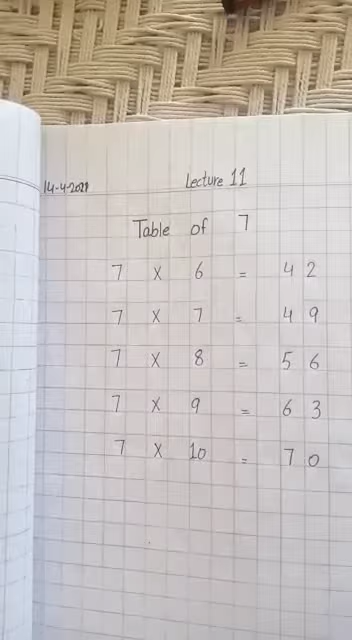 14-4-2021 Lecture 11
Table of 7
7 X 6 = 42
7 X 7 = 49
7 X 8 = 56
7 X 9 = 63
7 X 10 = 70